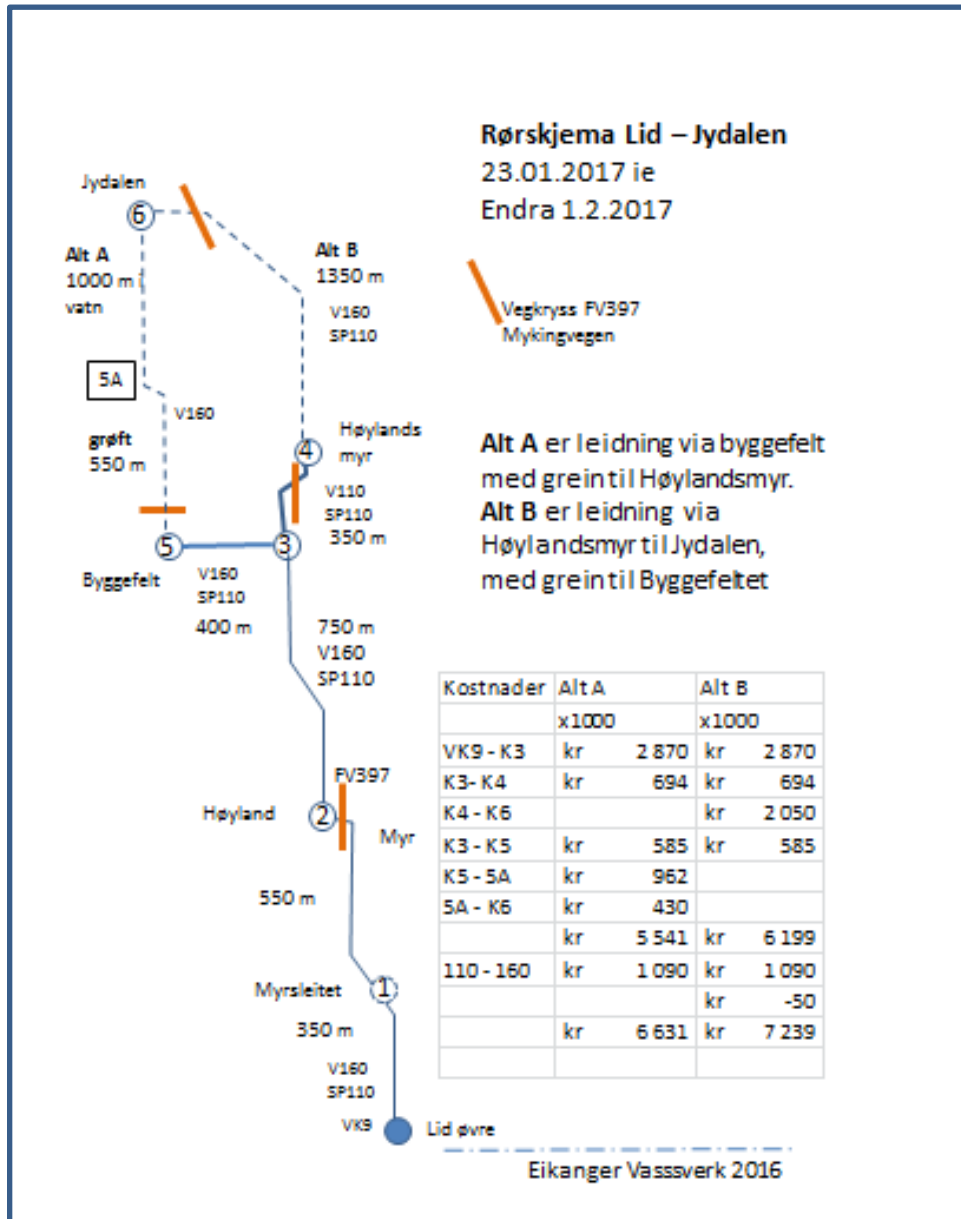 Rørskjema Lid – Jydalen
23.01.2017 ie
Endra 1.2.2017
Jydalen
6
Alt A
1000 m i
vatn
Alt B
1350 m
V160
SP110
Vegkryss FV397
Mykingvegen
5A
V160
grøft
550 m
Høylands
myr
4
V110
SP110
350 m
Alt A er leidning via byggefelt
med grein til Høylandsmyr.
Alt B er leidning via
Høylandsmyr til Jydalen,
med grein til Byggefeltet
5
3
Byggefelt
V160
SP110
400 m
750 m
V160
SP110
FV397
Høyland
2
Myr
550 m
Myrsleitet
1
350 m
V160
SP110
VK9
Lid øvre
Eikanger Vasssverk 2016
Kostnader Alt A Alt B
x1000 x1000
VK9 - K3 kr 2 870 kr 2 870
K3- K4 kr 694 kr 694
K4 - K6 kr 2 050
K3 - K5 kr 585 kr 585
K5 - 5A kr 962
5A - K6 kr 430
kr 5 541 kr 6 199
110 - 160 kr 1 090 kr 1 090
kr -50
kr 6 631 kr 7 239